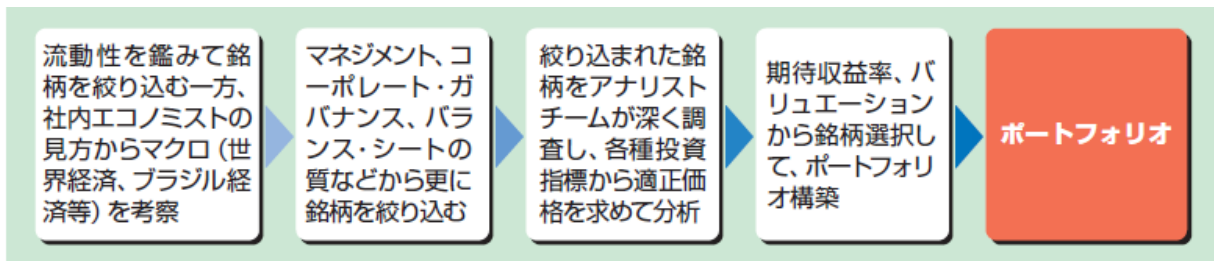 流動性を鑑みて銘
柄を絞り込む一方、
社内エコノミストの
見方からマクロ（世
界経済、ブラジル経
済等）を考察
マネジメント、コ
ーポレート・ガ
バナンス、バラ
ンス・シートの
質などから更に
銘柄を絞り込む
絞り込まれた銘
柄をアナリスト
チームが深く調
査し、各種投資
指標から適正価
格を求めて分析
期待収益率、バ
リュエーション
から銘柄選択し
て、ポートフォリ
オ構築
ポートフォリオ